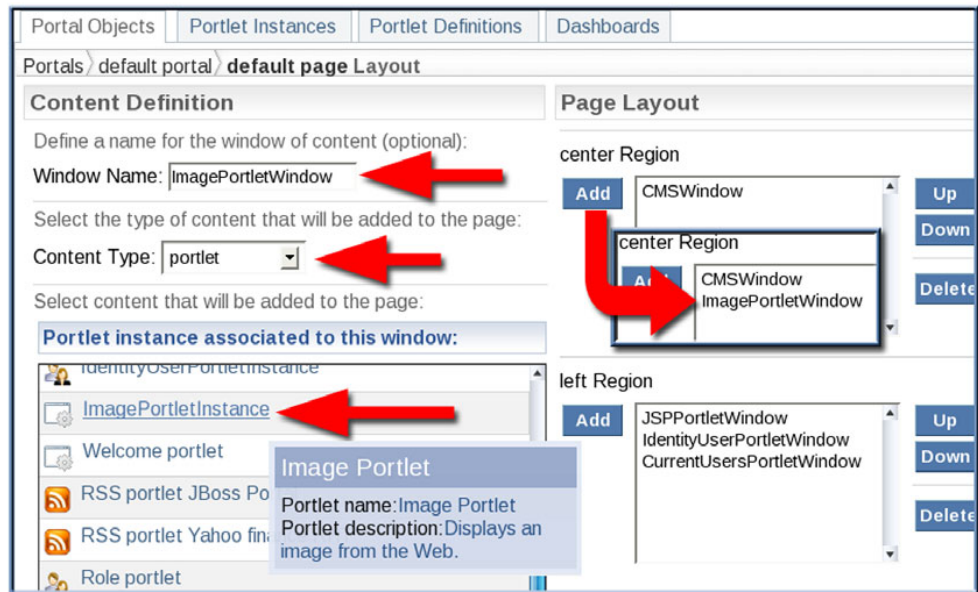 Portal Objects
Portlet Instances
Portlet Definitions
Dashboards
Portals
default portal
default page Layout
Content Definition
Define a name for the window of content (optional):
Window Name: ImagePortletWindow
Select the type of content that will be added to the page:
Content Type: portlet
Select content that will be added to the page:
Portlet instance associated to this window:
IdentityUserPortletInstance
ImagePortletInstance
Welcome portlet
RSS portlet JBoss Po
RSS portlet Yahoo fin
Role portlet
Image Portlet
Portlet name:Image Portlet
Portlet description:Displays an
image from the Web.
Page Layout
center Region
Add
CMSWindow
Up
Down
Delete
center Region
Add
CMSWindow
ImagePortletWindow
left Region
Add
JSPPortletWindow
IdentityUserPortletWindow
CurrentUsersPortletWindow
Up
Down
Delete